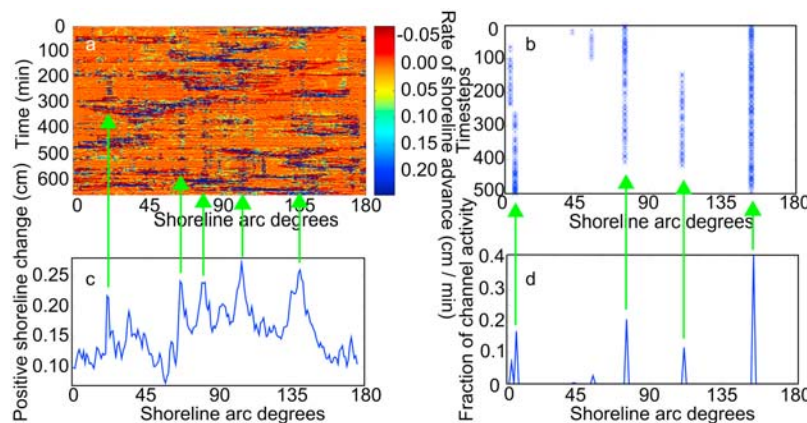 a
Time (min)
0
100
200
300
400
500
600
0 45 90 135 180
Shoreline arc degrees
-0.05
0.00
0.05
0.10
0.15
0.20
Rate of shoreline advance (cm / min)
b
Timesteps
0
100
200
300
400
500
0 45 90 135 180
Shoreline arc degrees
c
Positive shoreline change (cm)
0.25
0.20
0.15
0.10
0 45 90 135 180
Shoreline arc degrees
d
Fraction of channel activity
0.4
0.3
0.2
0.1
0
0 45 90 135 180
Shoreline arc degrees